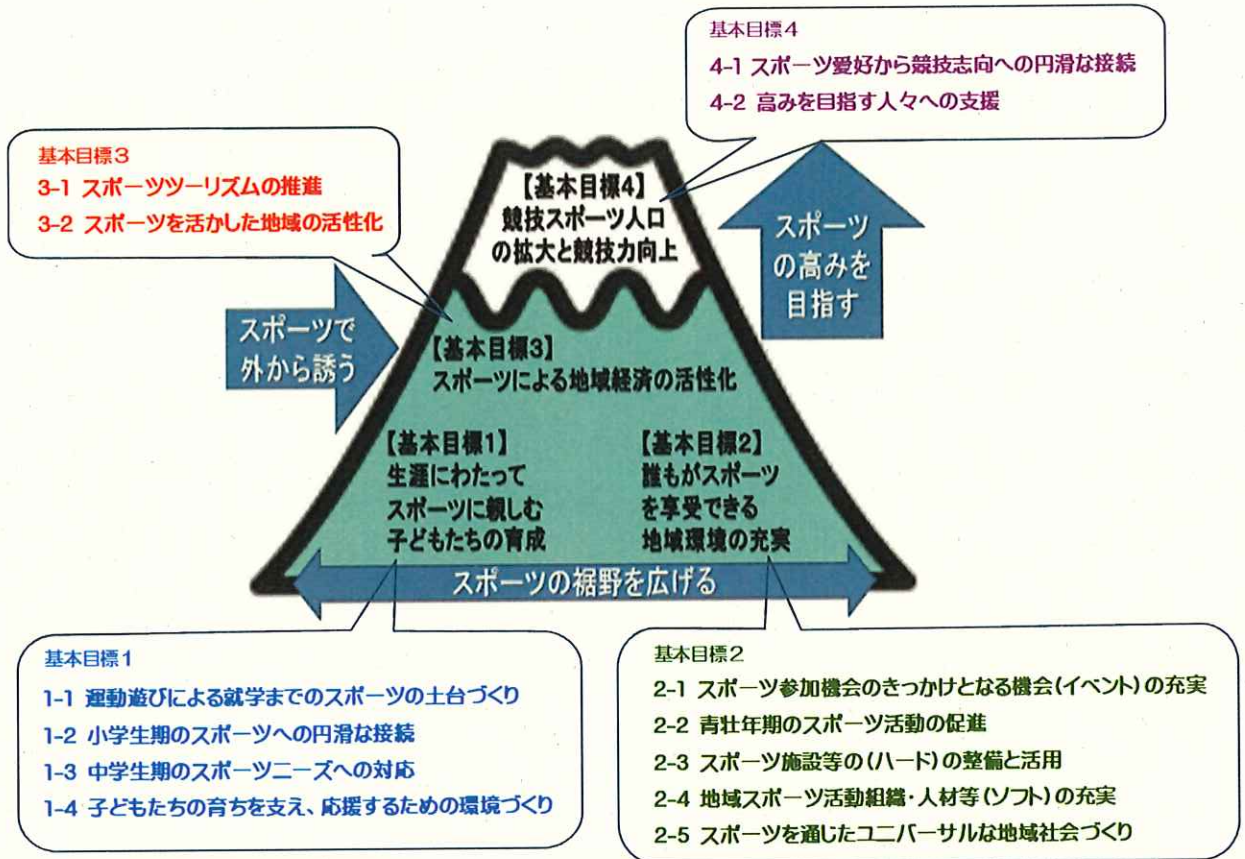 基本目標4
4-1 スポーツ愛好から競技志向への円滑な接続
4-2 高みを目指す人々への支援
基本目標3
3-1 スポーツツーリズムの推進
3-2 スポーツを活かした地域の活性化
【基本目標4】
競技スポーツ人口
の拡大と競技力向上
スポーツ
の高みを
目指す
スポーツで
外から誘う
【基本目標3】
スポーツによる地域経済の活性化
【基本目標1】
生涯にわたって
スポーツに親しむ
子どもたちの育成
【基本目標2】
誰もがスポーツ
を享受できる
地域環境の充実
スポーツの裾野を広げる
基本目標1
1-1 運動遊びによる就学までのスポーツの土台づくり
1-2 小学生期のスポーツへの円滑な接続
1-3 中学生期のスポーツニーズへの対応
1-4 子どもたちの育ちを支え、応援するための環境づくり
基本目標2
2-1 スポーツ参加機会のきっかけとなる機会(イベント)の充実
2-2 青壮年期のスポーツ活動の促進
2-3 スポーツ施設等の(ハード)の整備と活用
2-4 地域スポーツ活動組織・人材等(ソフト)の充実
2-5 スポーツを通じたユニバーサルな地域社会づくり